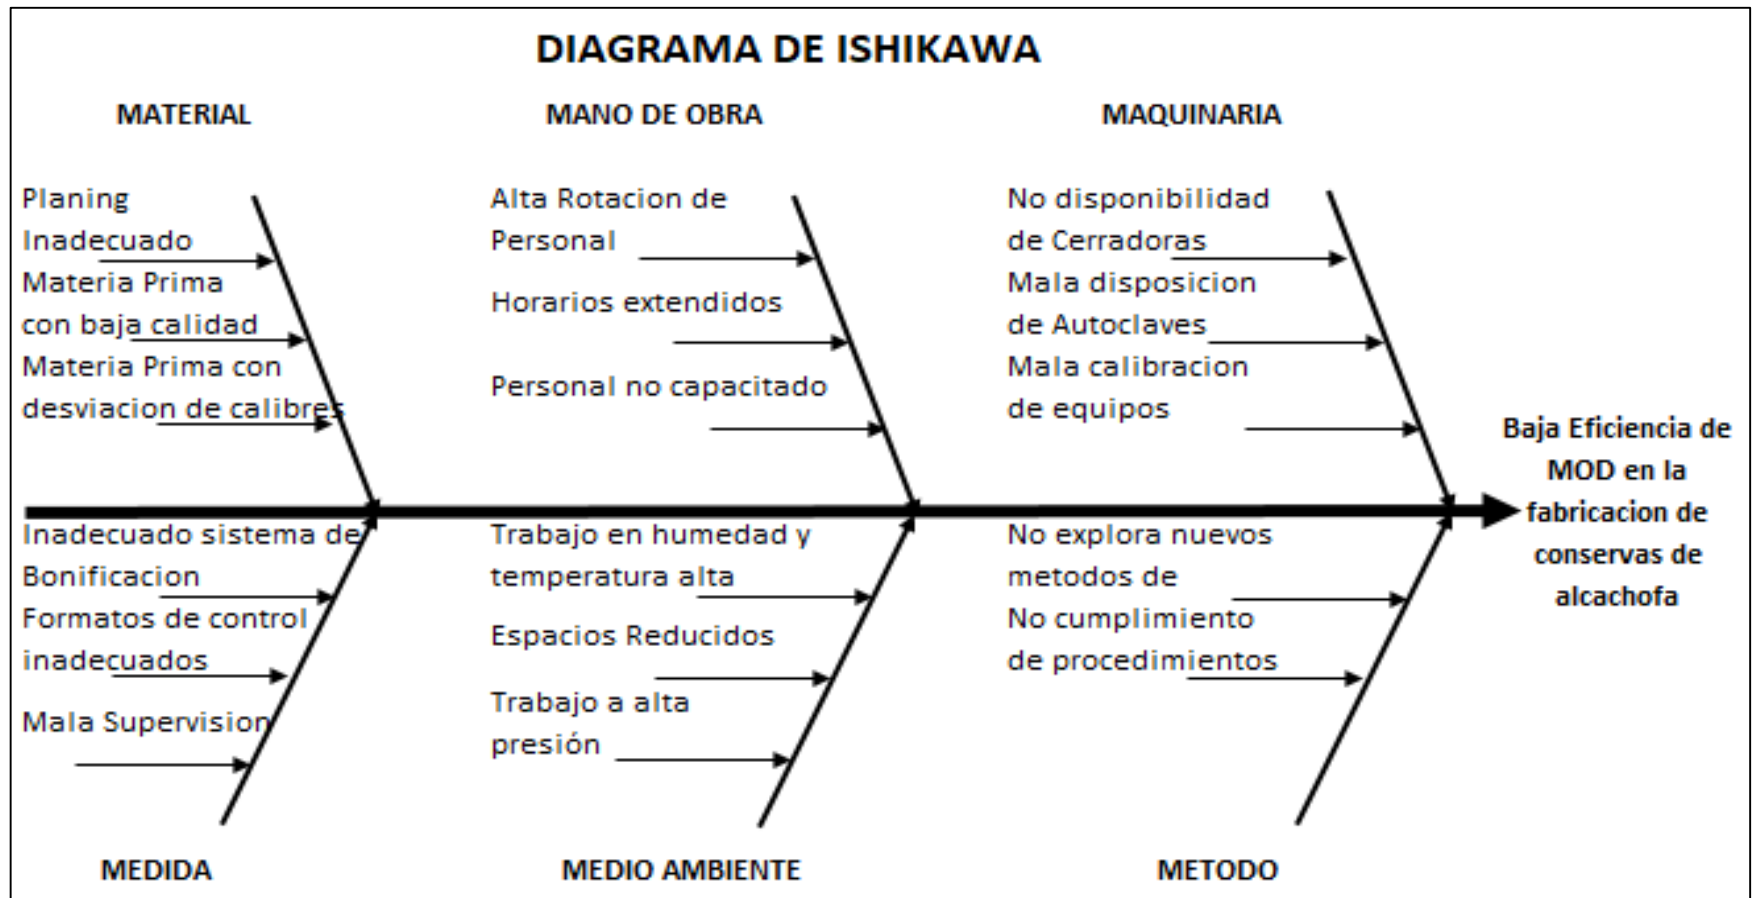 DIAGRAMA DE ISHIKAWA
MATERIAL
MANO DE OBRA
MAQUINARIA
Planing
Inadecuado
Materia Prima
con baja calidad
Materia Prima con
desviacion de calibres
Alta Rotacion de
Personal
Horarios extendidos
Personal no capacitado
No disponibilidad
de Cerradoras
Mala disposicion
de Autoclaves
Mala calibracion
de equipos
Baja Eficiencia de
MOD en la
fabricacion de
conservas de
alcachofa
Inadecuado sistema de
Bonificacion
Formatos de control
inadecuados
Mala Supervision
Trabajo en humedad y
temperatura alta
Espacios Reducidos
Trabajo a alta
presión
No explora nuevos
metodos de
No cumplimiento
de procedimientos
MEDIDA
MEDIO AMBIENTE
METODO